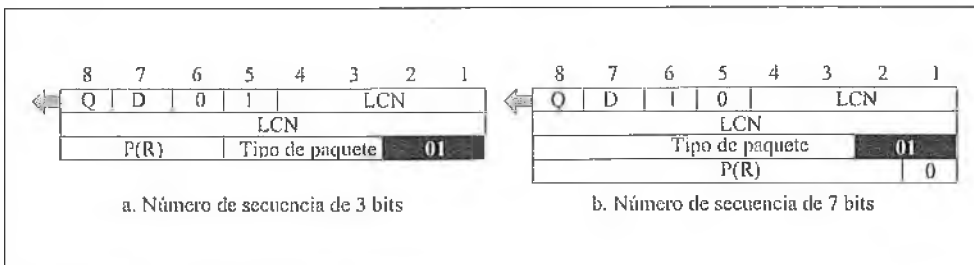 8 7 6 5 4 3 2 1
Q D 0 1 LCN
LCN
P(R) Tipo de paquete 01
a. Número de secuencia de 3 bits
8 7 6 5 4 3 2 1
Q D 1 0 LCN
LCN
Tipo de paquete 01
P(R) 0
b. Número de secuencia de 7 bits